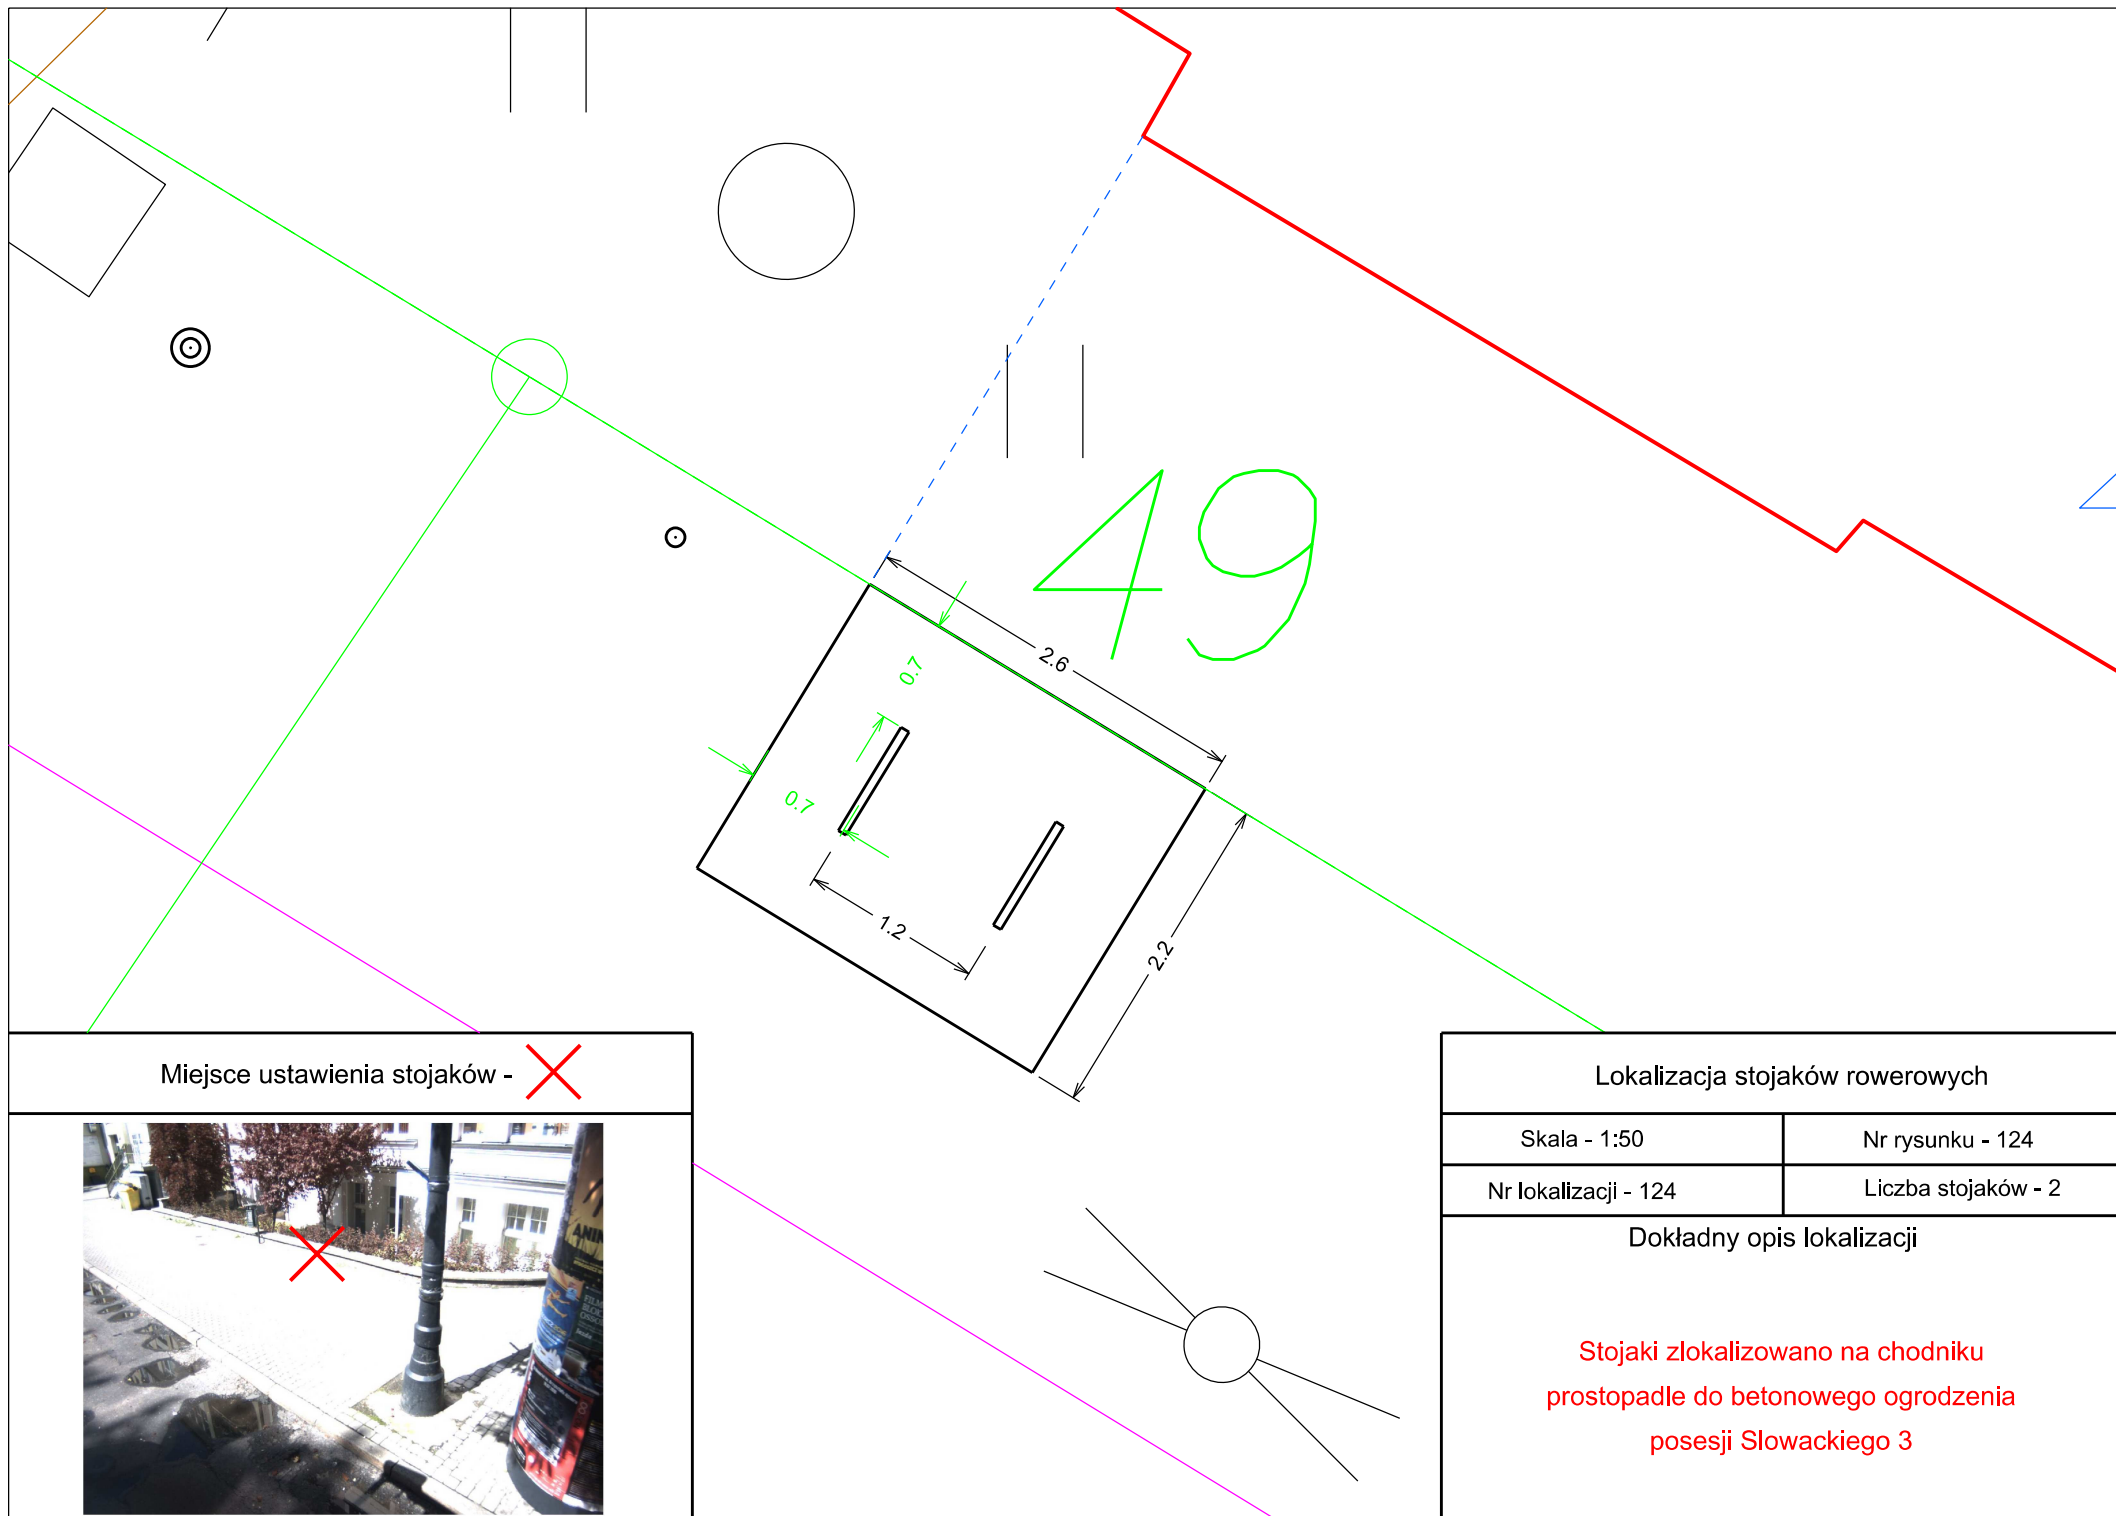 49
2.6
0.7
0.7
1.2
2.2
Miejsce ustawienia stojaków -
ANIM
FILM
Lokalizacja stojaków rowerowych
Skala - 1:50
Nr rysunku - 124
Nr lokalizacji - 124
Liczba stojaków - 2
Dokładny opis lokalizacji
Stojaki zlokalizowano na chodniku
prostopadle do betonowego ogrodzenia
posesji Slowackiego 3